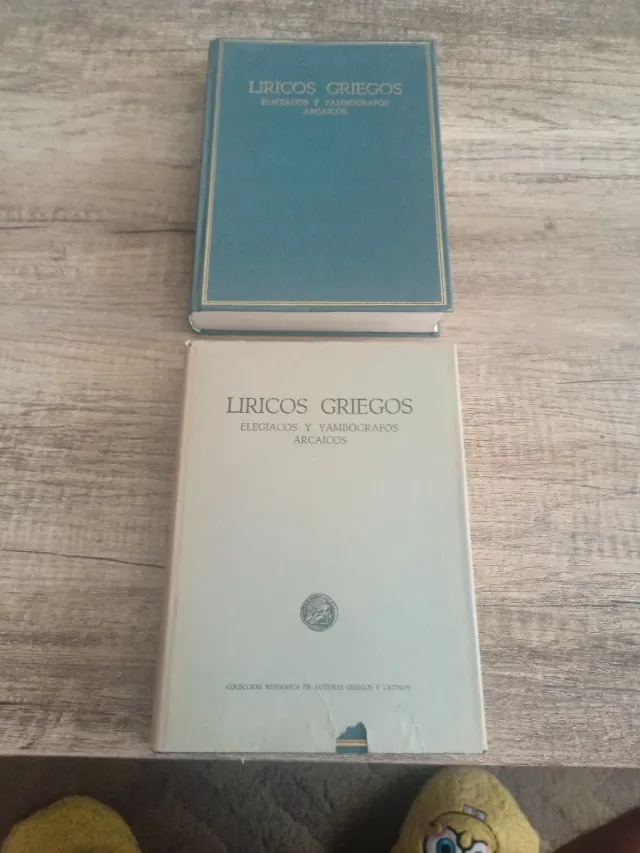 LIRICOS GRIEGOS
ELEGIACOS Y YAMBOGRAFOS
ARCAICOS
LIRICOS GRIEGOS
ELEGIACOS Y YAMBOGRAFOS
ARCAICOS
COLECCION HISPANICA DE AUTORES GRIEGOS Y LATINOS